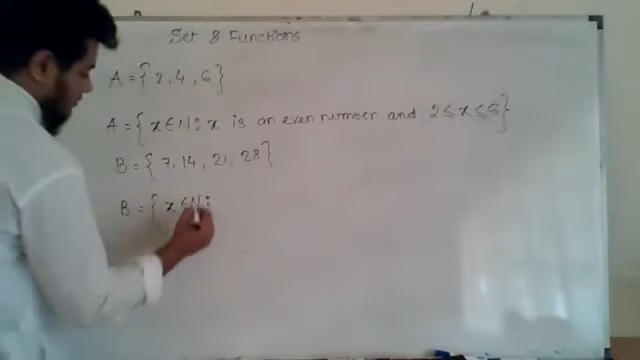 Set & Functions
A = { 2, 4, 6 }
A = { x ∈ N : x is an even number and 2 ≤ x ≤ 6 }
B = { 7, 14, 21, 28 }
B = { x ∈ N :